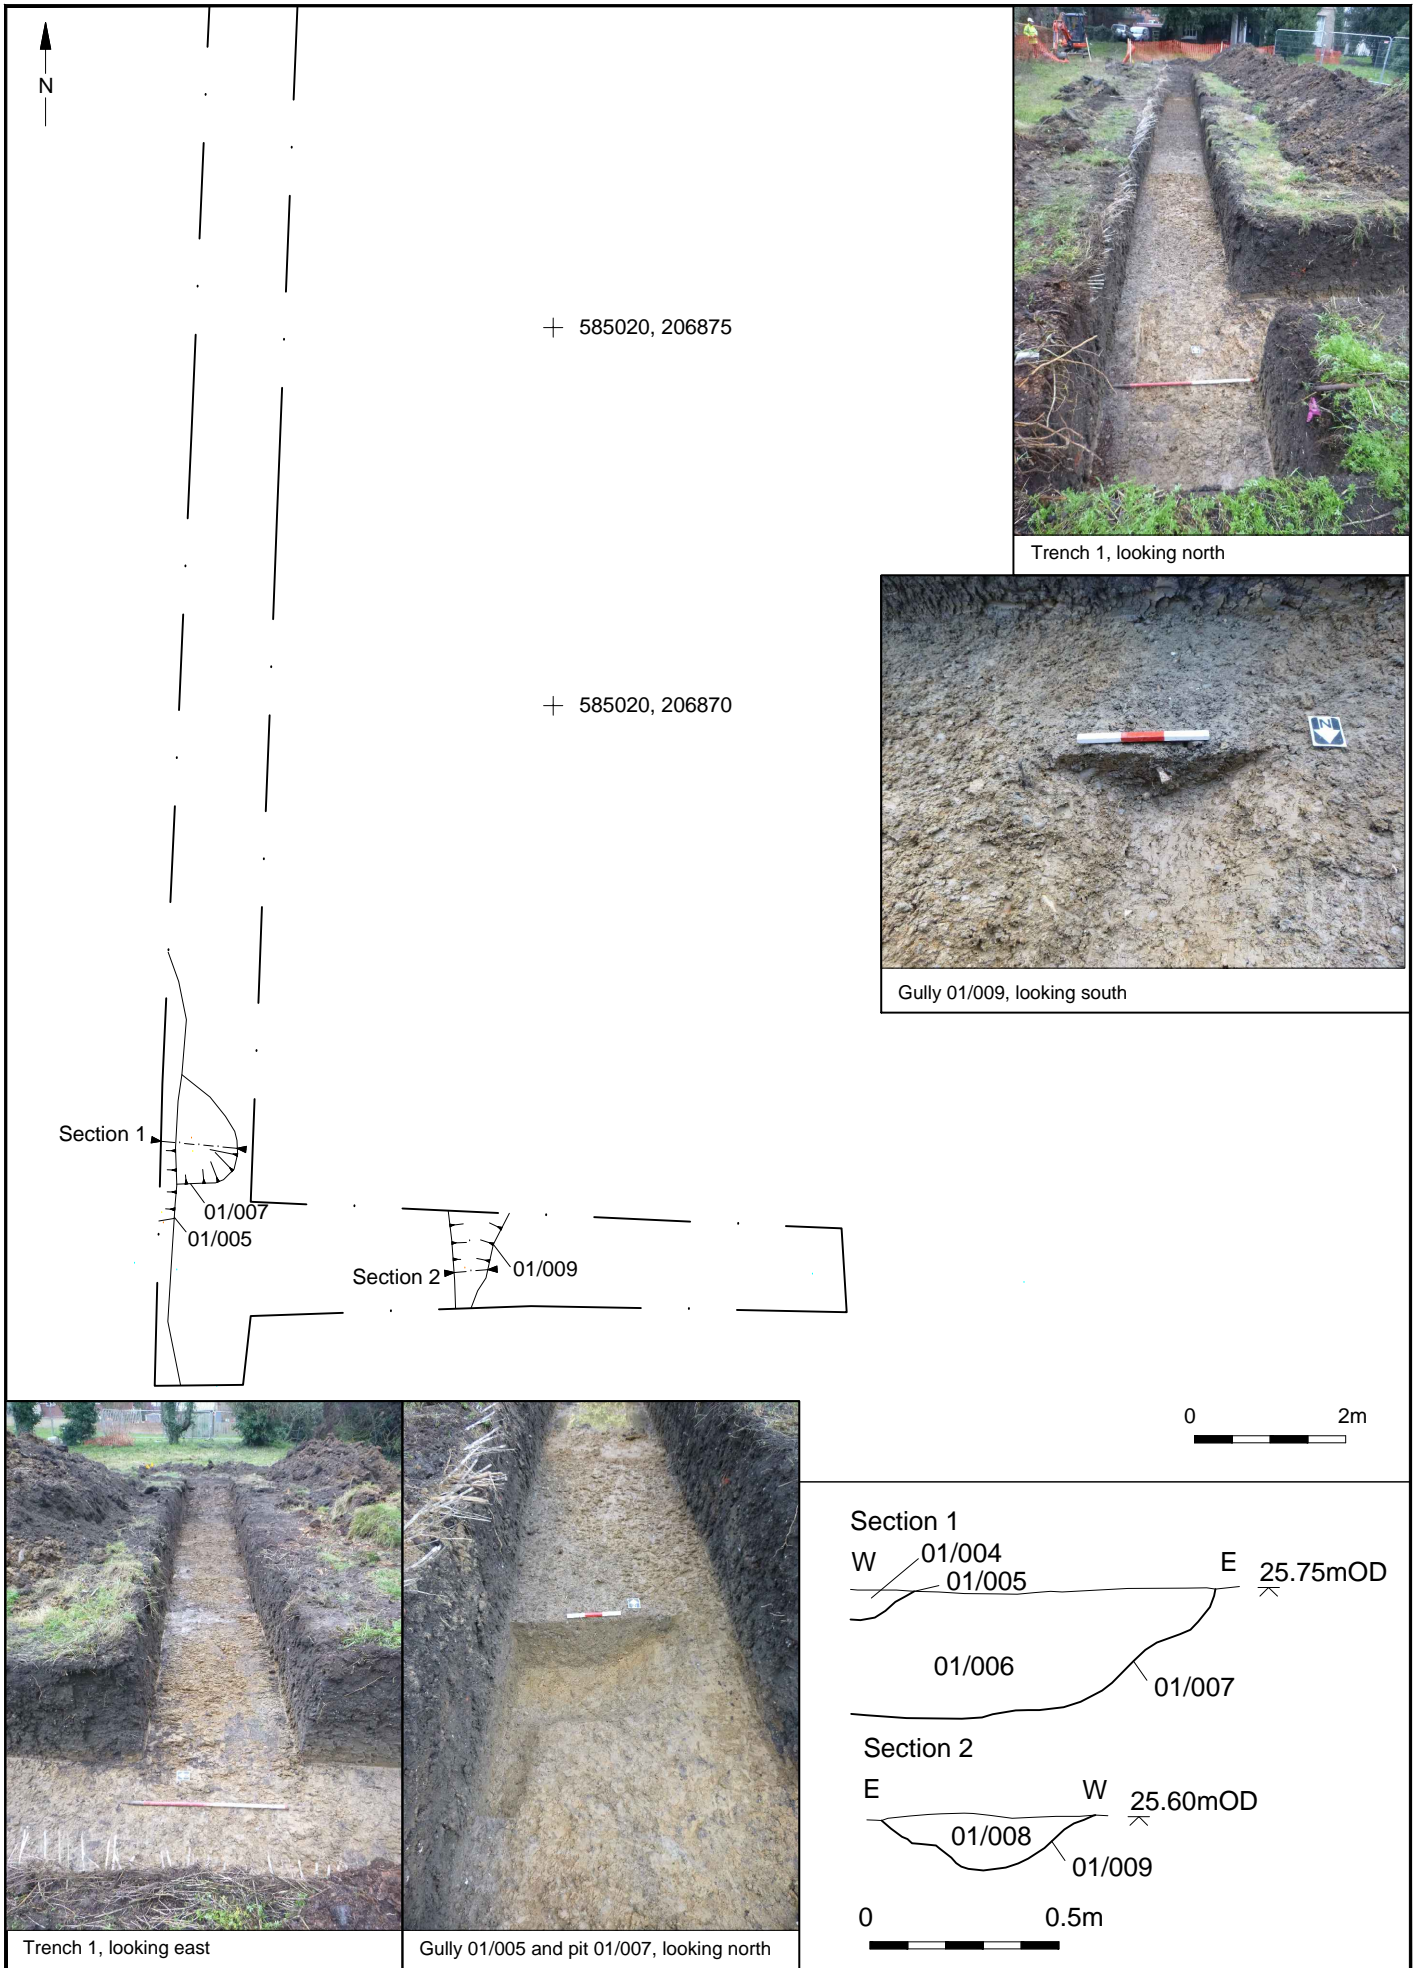 N
585020, 206875
Trench 1, looking north
585020, 206870
N
Gully 01/009, looking south
Section 1
01/007
01/005
Section 2
01/009
0 2m
Trench 1, looking east
Gully 01/005 and pit 01/007, looking north
Section 1
W 01/004 E 25.75mOD
01/005
01/006
01/007
Section 2
E W 25.60mOD
01/008
01/009
0 0.5m